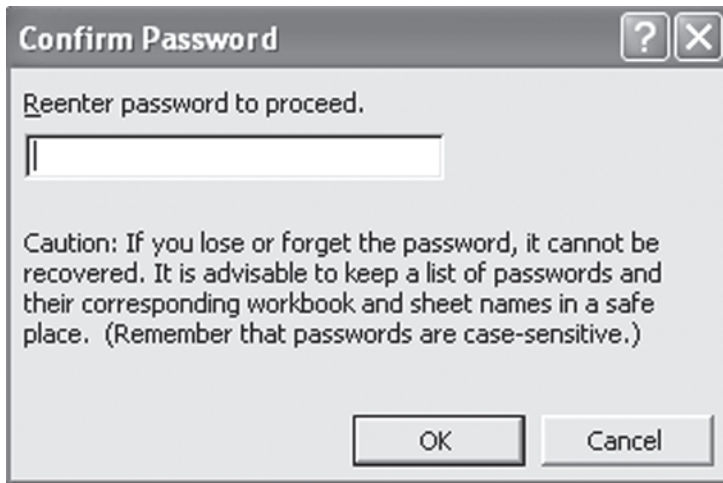 Confirm Password
Reenter password to proceed.
Caution: If you lose or forget the password, it cannot be
recovered. It is advisable to keep a list of passwords and
their corresponding workbook and sheet names in a safe
place.  (Remember that passwords are case-sensitive.)
OK Cancel